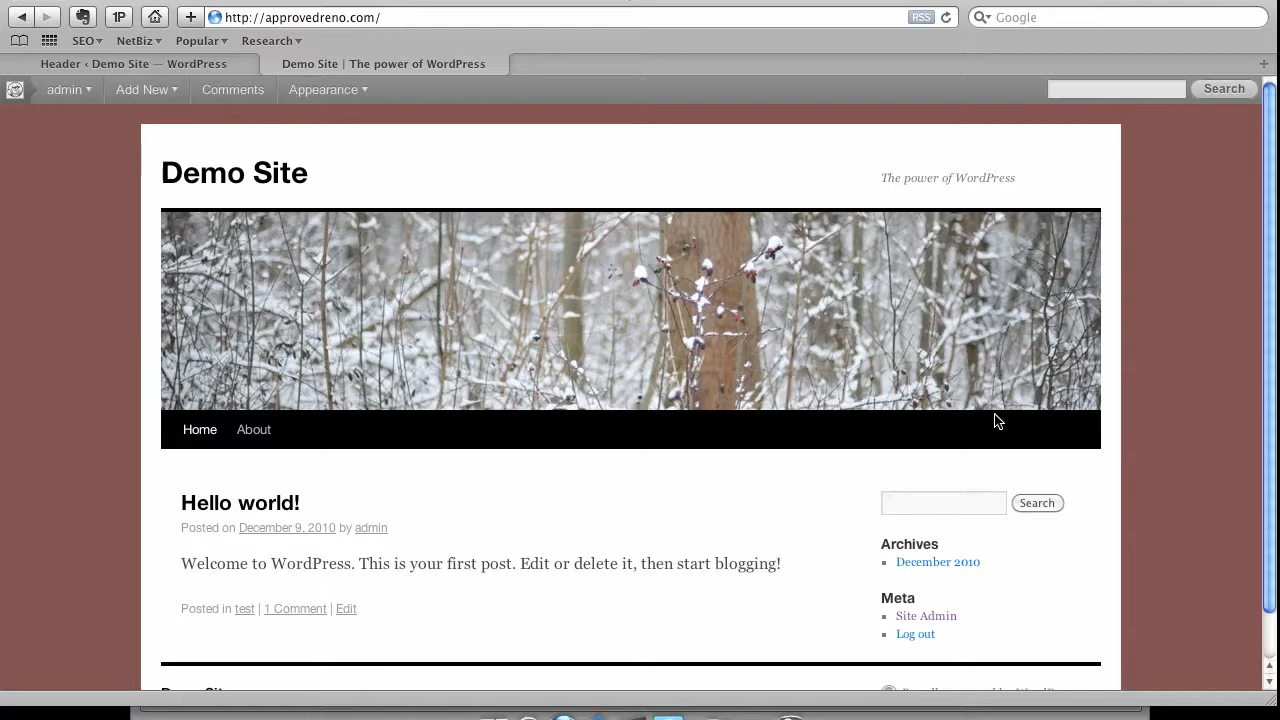 1P http://approvedreno.com/ RSS Google
SEO NetBiz Popular Research
Header ‹ Demo Site — WordPress Demo Site | The power of WordPress
admin Add New Comments Appearance Search
Demo Site
The power of WordPress
Home About
Hello world!
Posted on December 9, 2010 by admin
Welcome to WordPress. This is your first post. Edit or delete it, then start blogging!
Posted in test | 1 Comment | Edit
Search
Archives
December 2010
Meta
Site Admin
Log out